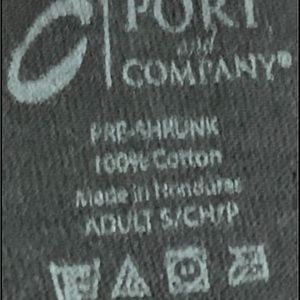 PORT
and
COMPANY®
PRE-SHRUNK
100% Cotton
Made in Honduras
ADULT S/CH/P